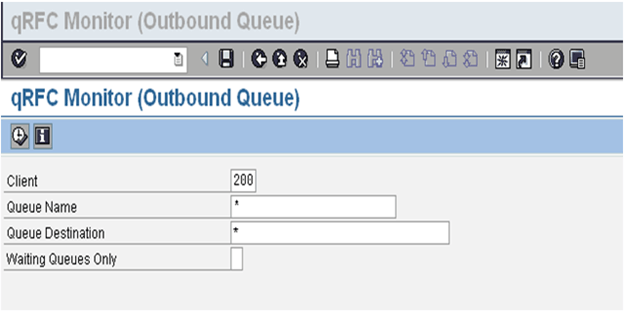 qRFC Monitor (Outbound Queue)
qRFC Monitor (Outbound Queue)
Client 200
Queue Name *
Queue Destination *
Waiting Queues Only